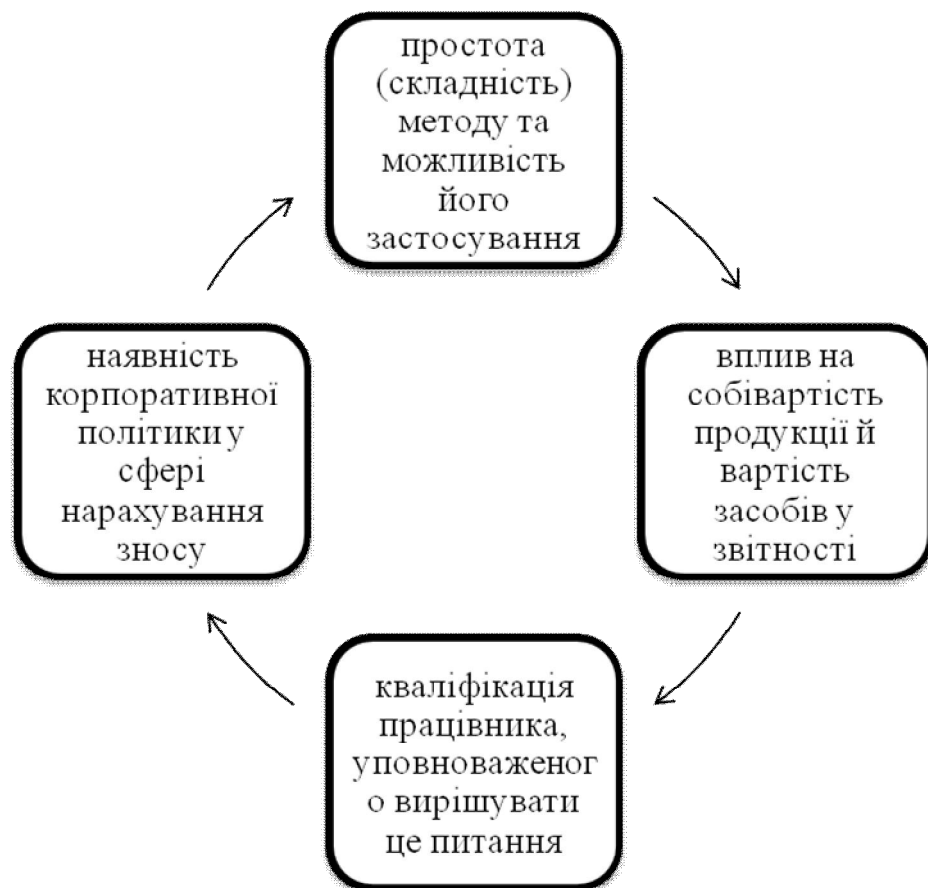 простота
(складність)
методу та
можливість
його
застосування
вплив на
собівартість
продукції й
вартість
засобів у
звітності
кваліфікація
працівника,
уповноваженог
о вирішувати
це питання
наявність
корпоративної
політики у
сфері
нарахування
зносу